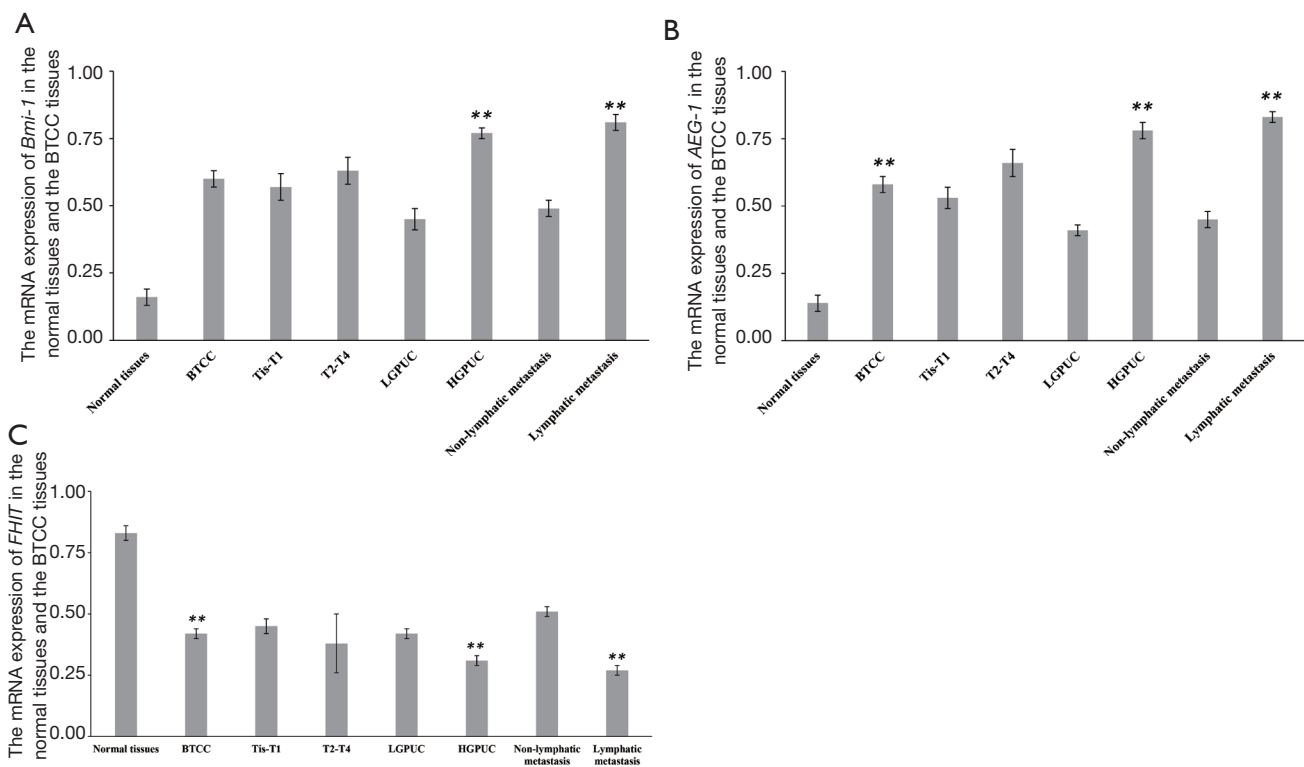 A
The mRNA expression of Bmi-1 in the
normal tissues and the BTCC tissues
1.00
0.75
0.50
0.25
0.00
**
**
Normal tissues
BTCC
Tis-T1
T2-T4
LGPUC
HGPUC
Non-lymphatic metastasis
Lymphatic metastasis
B
The mRNA expression of AEG-1 in the
normal tissues and the BTCC tissues
1.00
0.75
0.50
0.25
0.00
**
**
**
Normal tissues
BTCC
Tis-T1
T2-T4
LGPUC
HGPUC
Non-lymphatic metastasis
Lymphatic metastasis
C
The mRNA expression of FHIT in the
normal tissues and the BTCC tissues
1.00
0.75
0.50
0.25
0.00
**
**
**
Normal tissues
BTCC
Tis-T1
T2-T4
LGPUC
HGPUC
Non-lymphatic
metastasis
Lymphatic
metastasis